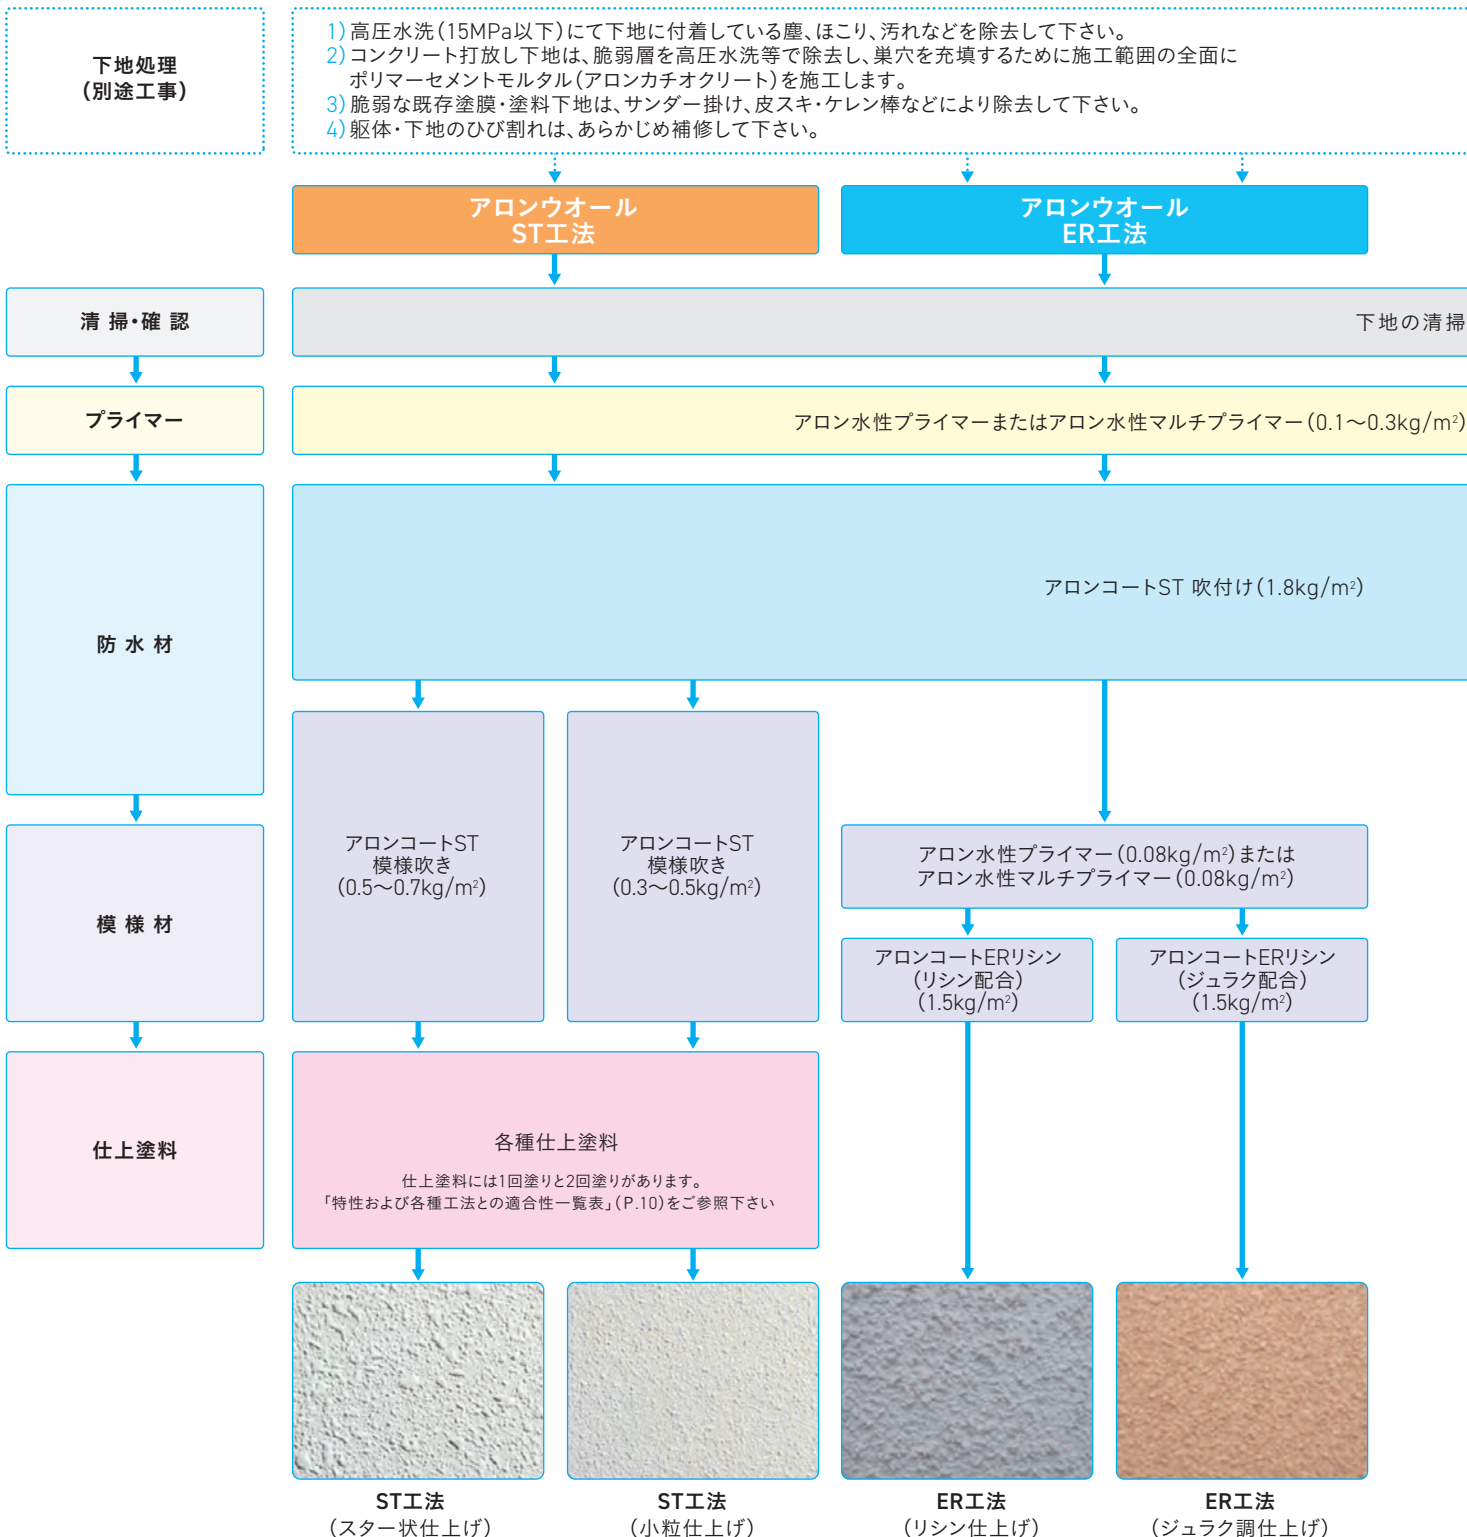 下地処理
(別途工事)
1)高圧水洗(15MPa以下)にて下地に付着している塵、ほこり、汚れなどを除去して下さい。
2)コンクリート打放し下地は、脆弱層を高圧水洗等で除去し、巣穴を充填するために施工範囲の全面に
ポリマーセメントモルタル(アロンカチオクリート)を施工します。
3)脆弱な既存塗膜・塗料下地は、サンダー掛け、皮スキ・ケレン棒などにより除去して下さい。
4)躯体・下地のひび割れは、あらかじめ補修して下さい。
アロンウオール
ST工法
アロンウオール
ER工法
清掃・確認
下地の清掃
プライマー
アロン水性プライマーまたはアロン水性マルチプライマー(0.1〜0.3kg/m²)
防水材
アロンコートST 吹付け(1.8kg/m²)
模様材
アロンコートST
模様吹き
(0.5〜0.7kg/m²)
アロンコートST
模様吹き
(0.3〜0.5kg/m²)
アロン水性プライマー(0.08kg/m²)または
アロン水性マルチプライマー(0.08kg/m²)
アロンコートERリシン
(リシン配合)
(1.5kg/m²)
アロンコートERリシン
(ジュラク配合)
(1.5kg/m²)
仕上塗料
各種仕上塗料
仕上塗料には1回塗りと2回塗りがあります。
「特性および各種工法との適合性一覧表」(P.10)をご参照下さい
ST工法
(スター状仕上げ)
ST工法
(小粒仕上げ)
ER工法
(リシン仕上げ)
ER工法
(ジュラク調仕上げ)